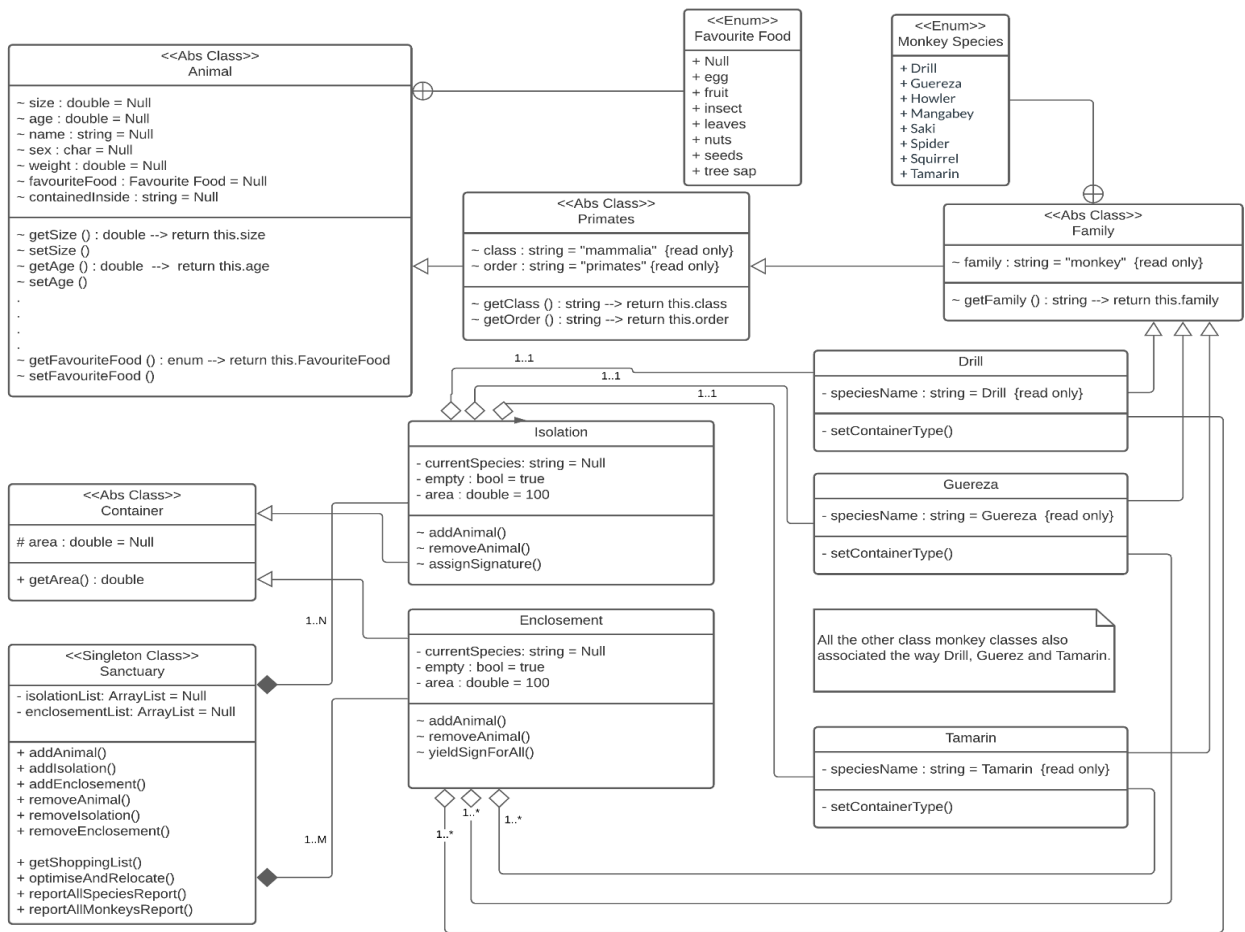 <<Abs Class>>
Animal
~ size : double = Null
~ age : double = Null
~ name : string = Null
~ sex : char = Null
~ weight : double = Null
~ favouriteFood : Favourite Food = Null
~ containedInside : string = Null
~ getSize () : double --> return this.size
~ setSize ()
~ getAge () : double --> return this.age
~ setAge ()
.
.
.
.
~ getFavouriteFood () : enum --> return this.FavouriteFood
~ setFavouriteFood ()
<<Enum>>
Favourite Food
+ Null
+ egg
+ fruit
+ insect
+ leaves
+ nuts
+ seeds
+ tree sap
<<Enum>>
Monkey Species
+ Drill
+ Guereza
+ Howler
+ Mangabey
+ Saki
+ Spider
+ Squirrel
+ Tamarin
<<Abs Class>>
Primates
~ class : string = "mammalia" {read only}
~ order : string = "primates" {read only}
~ getClass () : string --> return this.class
~ getOrder () : string --> return this.order
<<Abs Class>>
Family
~ family : string = "monkey" {read only}
~ getFamily () : string --> return this.family
1..1
1..1
1..1
Drill
- speciesName : string = Drill {read only}
- setContainerType()
Isolation
- currentSpecies: string = Null
- empty : bool = true
- area : double = 100
~ addAnimal()
~ removeAnimal()
~ assignSignature()
Guereza
- speciesName : string = Guereza {read only}
- setContainerType()
<<Abs Class>>
Container
# area : double = Null
+ getArea() : double
1..N
Enclosement
- currentSpecies: string = Null
- empty : bool = true
- area : double = 100
~ addAnimal()
~ removeAnimal()
~ yieldSignForAll()
All the other class monkey classes also
associated the way Drill, Guerez and Tamarin.
<<Singleton Class>>
Sanctuary
- isolationList: ArrayList = Null
- enclosementList: ArrayList = Null
+ addAnimal()
+ addIsolation()
+ addEnclosement()
+ removeAnimal()
+ removeIsolation()
+ removeEnclosement()
+ getShoppingList()
+ optimiseAndRelocate()
+ reportAllSpeciesReport()
+ reportAllMonkeysReport()
1..M
Tamarin
- speciesName : string = Tamarin {read only}
- setContainerType()
1..*
1..*
1..*